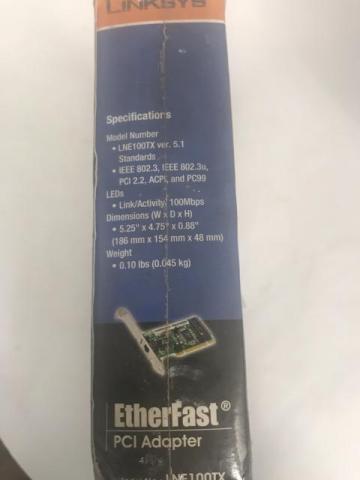 LINKSYS
Specifications
Model Number
• LNE100TX ver. 5.1
Standards
• IEEE 802.3, IEEE 802.3u,
PCI 2.2, ACPI, and PC99
LEDs
• Link/Activity, 100Mbps
Dimensions (W x D x H)
• 5.25" x 4.75" x 0.88"
(186 mm x 154 mm x 48 mm)
Weight
• 0.10 lbs (0.045 kg)
EtherFast®
PCI Adapter
LNE100TX